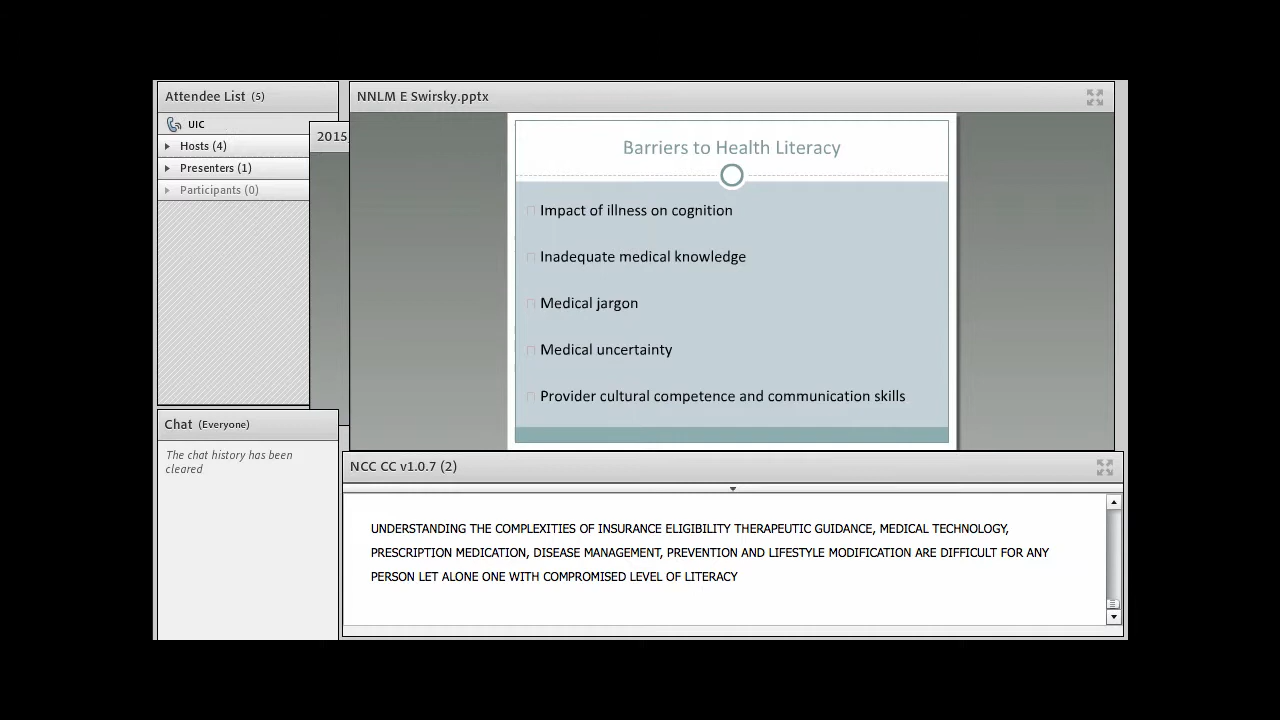 Attendee List (5)
UIC
Hosts (4)
Presenters (1)
Participants (0)
2015
Chat (Everyone)
The chat history has been
cleared
NNLM E Swirsky.pptx
Barriers to Health Literacy
Impact of illness on cognition
Inadequate medical knowledge
Medical jargon
Medical uncertainty
Provider cultural competence and communication skills
NCC CC v1.0.7 (2)
UNDERSTANDING THE COMPLEXITIES OF INSURANCE ELIGIBILITY THERAPEUTIC GUIDANCE, MEDICAL TECHNOLOGY,
PRESCRIPTION MEDICATION, DISEASE MANAGEMENT, PREVENTION AND LIFESTYLE MODIFICATION ARE DIFFICULT FOR ANY
PERSON LET ALONE ONE WITH COMPROMISED LEVEL OF LITERACY